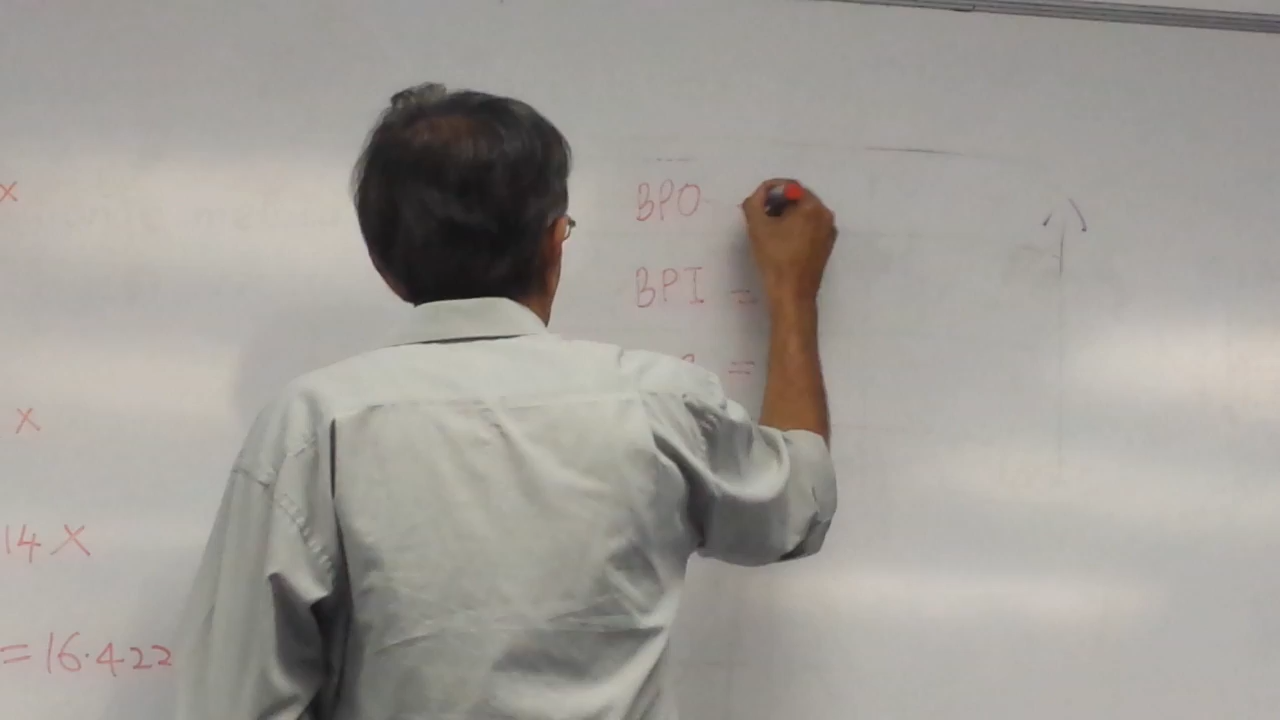 x
BPO
BPI =
=
x
14 X
= 16.422